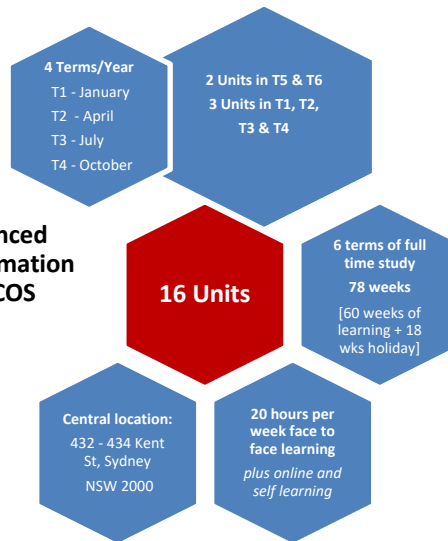 4 Terms/Year
T1 - January
T2 - April
T3 - July
T4 - October
2 Units in T5 & T6
3 Units in T1, T2,
T3 & T4
nced
mation
COS
16 Units
6 terms of full
time study
78 weeks
[60 weeks of
learning + 18
wks holiday]
Central location:
432 - 434 Kent
St, Sydney
NSW 2000
20 hours per
week face to
face learning
plus online and
self learning